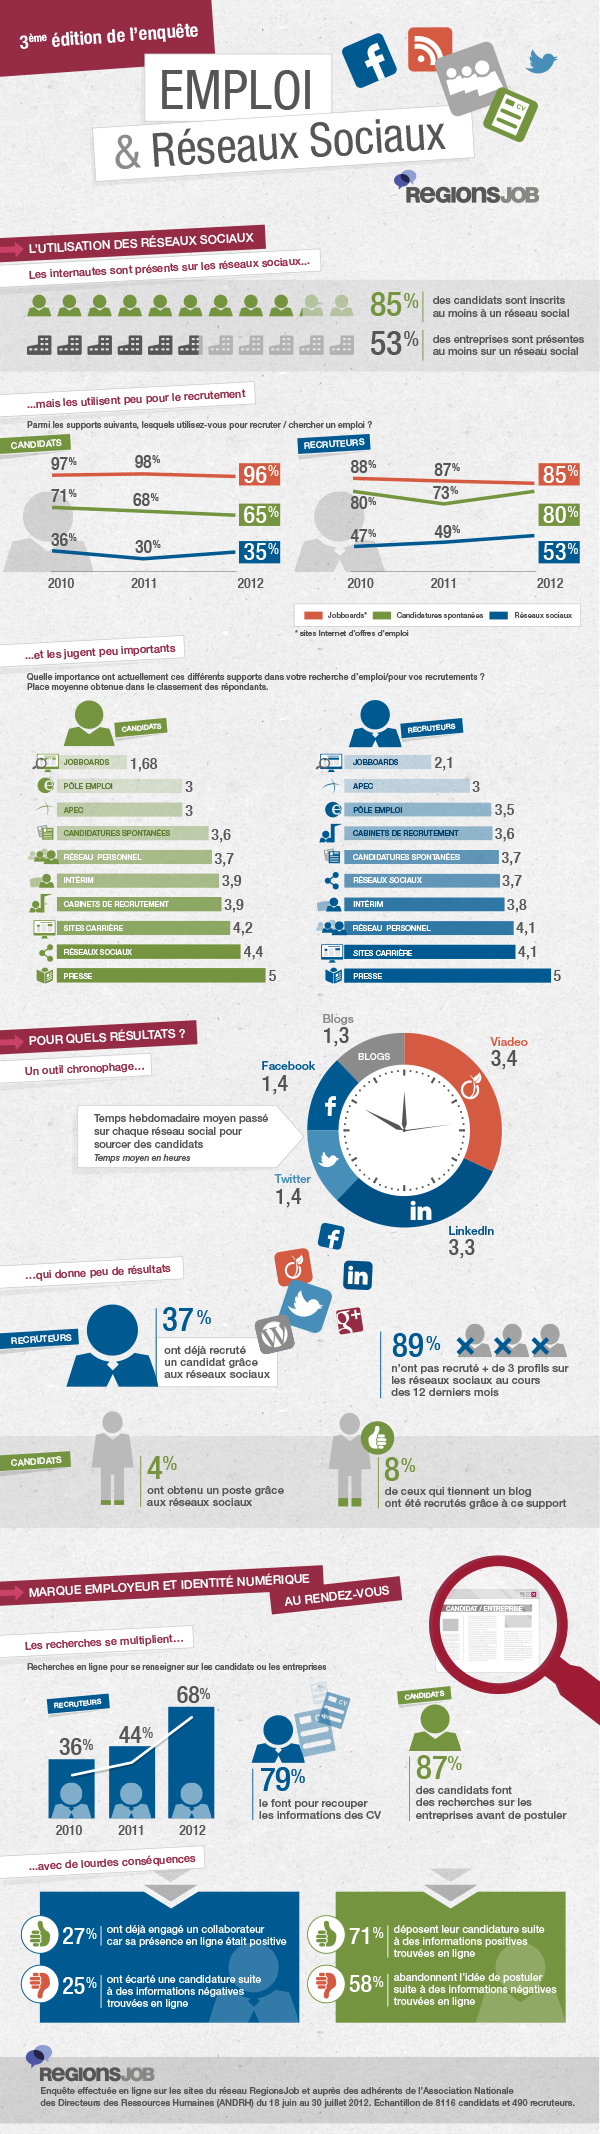 3ème édition de l'enquête
EMPLOI
& Réseaux Sociaux
CV
REGIONSJOB
L'UTILISATION DES RÉSEAUX SOCIAUX
Les internautes sont présents sur les réseaux sociaux...
85% des candidats sont inscrits
au moins à un réseau social
53% des entreprises sont présentes
au moins sur un réseau social
...mais les utilisent peu pour le recrutement
Parmi les supports suivants, lesquels utilisez-vous pour recruter / chercher un emploi ?
CANDIDATS
97% 98% 96%
71% 68% 65%
36% 30% 35%
2010 2011 2012
RECRUTEURS
88% 87% 85%
80% 73% 80%
47% 49% 53%
2010 2011 2012
Jobboards* Candidatures spontanées Réseaux sociaux
* sites Internet d'offres d'emploi
...et les jugent peu importants
Quelle importance ont actuellement ces différents supports dans votre recherche d'emploi/pour vos recrutements ?
Place moyenne obtenue dans le classement des répondants.
CANDIDATS
JOBBOARDS 1,68
PÔLE EMPLOI 3
APEC 3
CANDIDATURES SPONTANÉES 3,6
RÉSEAU PERSONNEL 3,7
INTÉRIM 3,9
CABINETS DE RECRUTEMENT 3,9
SITES CARRIÈRE 4,2
RÉSEAUX SOCIAUX 4,4
PRESSE 5
RECRUTEURS
JOBBOARDS 2,1
APEC 3
PÔLE EMPLOI 3,5
CABINETS DE RECRUTEMENT 3,6
CANDIDATURES SPONTANÉES 3,7
RÉSEAUX SOCIAUX 3,7
INTÉRIM 3,8
RÉSEAU PERSONNEL 4,1
SITES CARRIÈRE 4,1
PRESSE 5
POUR QUELS RÉSULTATS ?
Un outil chronophage...
Temps hebdomadaire moyen passé
sur chaque réseau social pour
sourcer des candidats
Temps moyen en heures
Blogs
1,3
BLOGS
Viadeo
3,4
Facebook
1,4
Twitter
1,4
in
LinkedIn
3,3
...qui donne peu de résultats
in
g+
RECRUTEURS
37%
ont déjà recruté
un candidat grâce
aux réseaux sociaux
89%
n'ont pas recruté + de 3 profils sur
les réseaux sociaux au cours
des 12 derniers mois
CANDIDATS
4%
ont obtenu un poste grâce
aux réseaux sociaux
8%
de ceux qui tiennent un blog
ont été recrutés grâce à ce support
MARQUE EMPLOYEUR ET IDENTITÉ NUMÉRIQUE
AU RENDEZ-VOUS
CANDIDAT / ENTREPRISE
Les recherches se multiplient...
Recherches en ligne pour se renseigner sur les candidats ou les entreprises
RECRUTEURS
36% 44% 68%
2010 2011 2012
CV
79%
le font pour recouper
les informations des CV
CANDIDATS
87%
des candidats font
des recherches sur les
entreprises avant de postuler
...avec de lourdes conséquences
27% ont déjà engagé un collaborateur
car sa présence en ligne était positive
25% ont écarté une candidature suite
à des informations négatives
trouvées en ligne
71% déposent leur candidature suite
à des informations positives
trouvées en ligne
58% abandonnent l'idée de postuler
suite à des informations négatives
trouvées en ligne
REGIONSJOB
Enquête effectuée en ligne sur les sites du réseau RegionsJob et auprès des adhérents de l'Association Nationale
des Directeurs des Ressources Humaines (ANDRH) du 18 juin au 30 juillet 2012. Echantillon de 8116 candidats et 490 recruteurs.